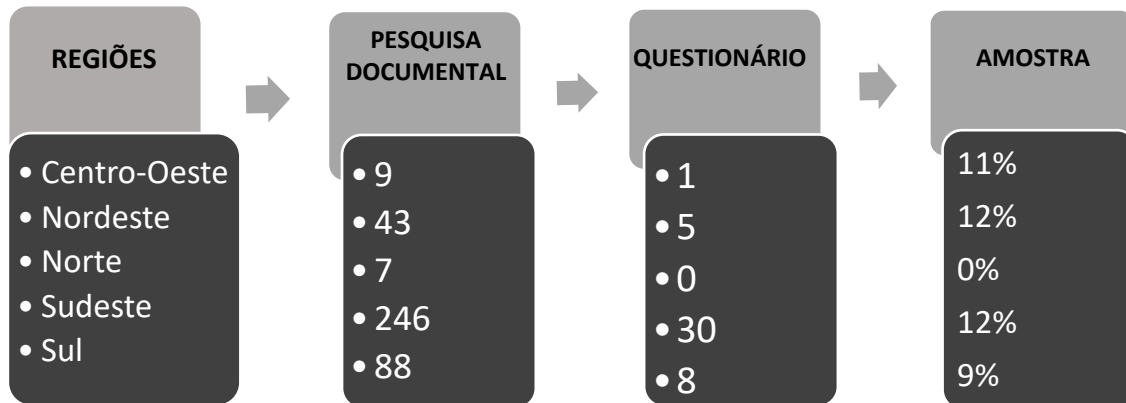 REGIÕES
• Centro-Oeste
• Nordeste
• Norte
• Sudeste
• Sul
PESQUISA
DOCUMENTAL
• 9
• 43
• 7
• 246
• 88
QUESTIONÁRIO
• 1
• 5
• 0
• 30
• 8
AMOSTRA
11%
12%
0%
12%
9%